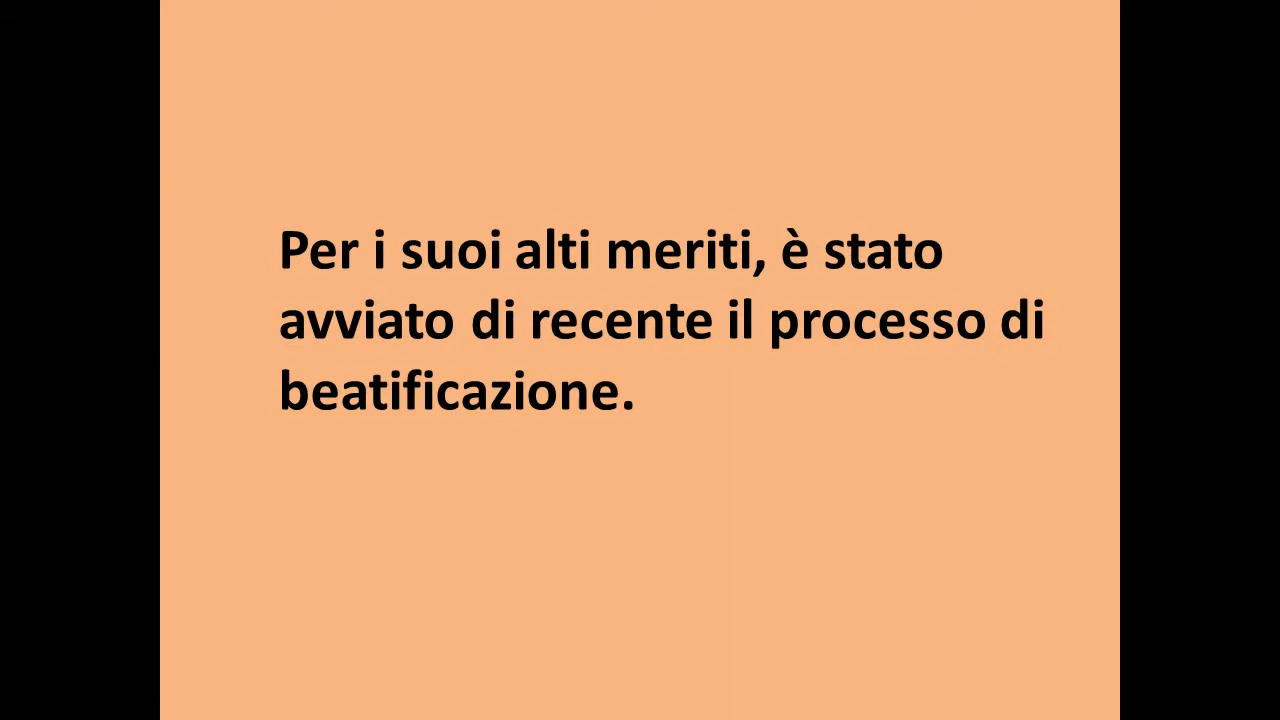 Per i suoi alti meriti, è stato
avviato di recente il processo di
beatificazione.